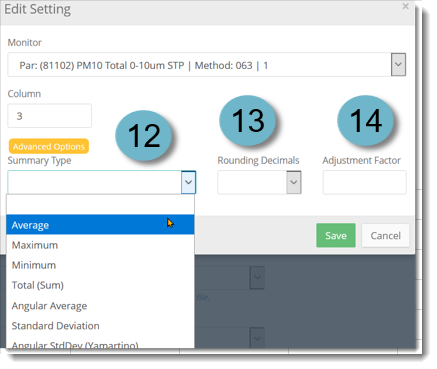 Edit Setting
×
Monitor
Par: (81102) PM10 Total 0-10um STP | Method: 063 | 1
Column
3
Advanced Options
12
13
14
Summary Type
Rounding Decimals
Adjustment Factor
Average
Maximum
Minimum
Total (Sum)
Angular Average
Standard Deviation
Angular StdDev (Yamartino)
Save
Cancel
file,